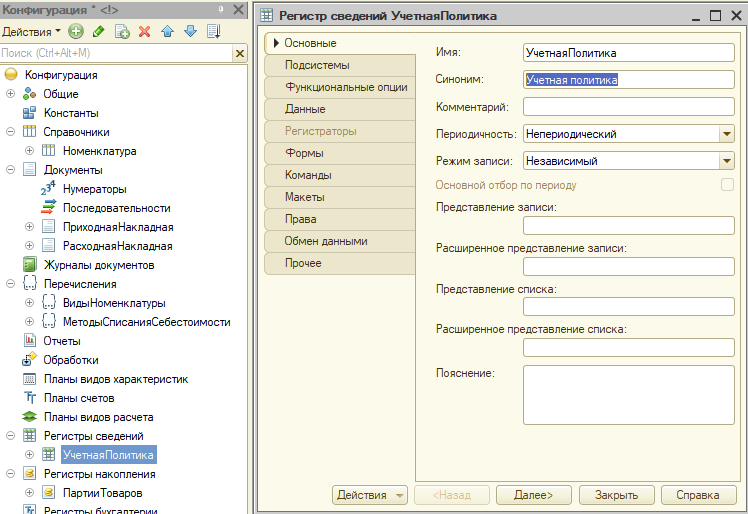 Конфигурация * <!>
Действия
Поиск (Ctrl+Alt+M)
Конфигурация
Общие
Константы
Справочники
Номенклатура
Документы
Нумераторы
Последовательности
ПриходнаяНакладная
РасходнаяНакладная
Журналы документов
Перечисления
ВидыНоменклатуры
МетодыСписанияСебестоимости
Отчеты
Обработки
Планы видов характеристик
Планы счетов
Планы видов расчета
Регистры сведений
УчетнаяПолитика
Регистры накопления
ПартииТоваров
Регистры бухгалтерии
Регистр сведений УчетнаяПолитика
Основные
Подсистемы
Функциональные опции
Данные
Регистраторы
Формы
Команды
Макеты
Права
Обмен данными
Прочее
Имя: УчетнаяПолитика
Синоним: Учетная политика
Комментарий:
Периодичность: Непериодический
Режим записи: Независимый
Основной отбор по периоду
Представление записи:
Расширенное представление записи:
Представление списка:
Расширенное представление списка:
Пояснение:
Действия <Назад Далее> Закрыть Справка